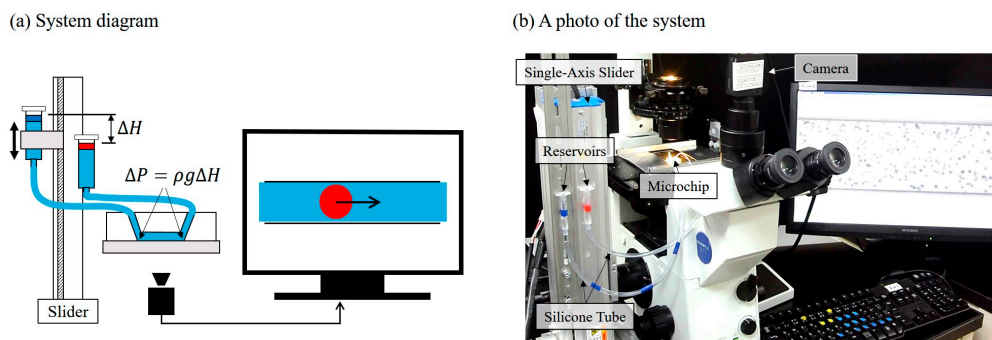 (a) System diagram
(b) A photo of the system
ΔH
ΔP = ρgΔH
Slider
Single-Axis Slider
Camera
Reservoirs
Microchip
Silicone Tube